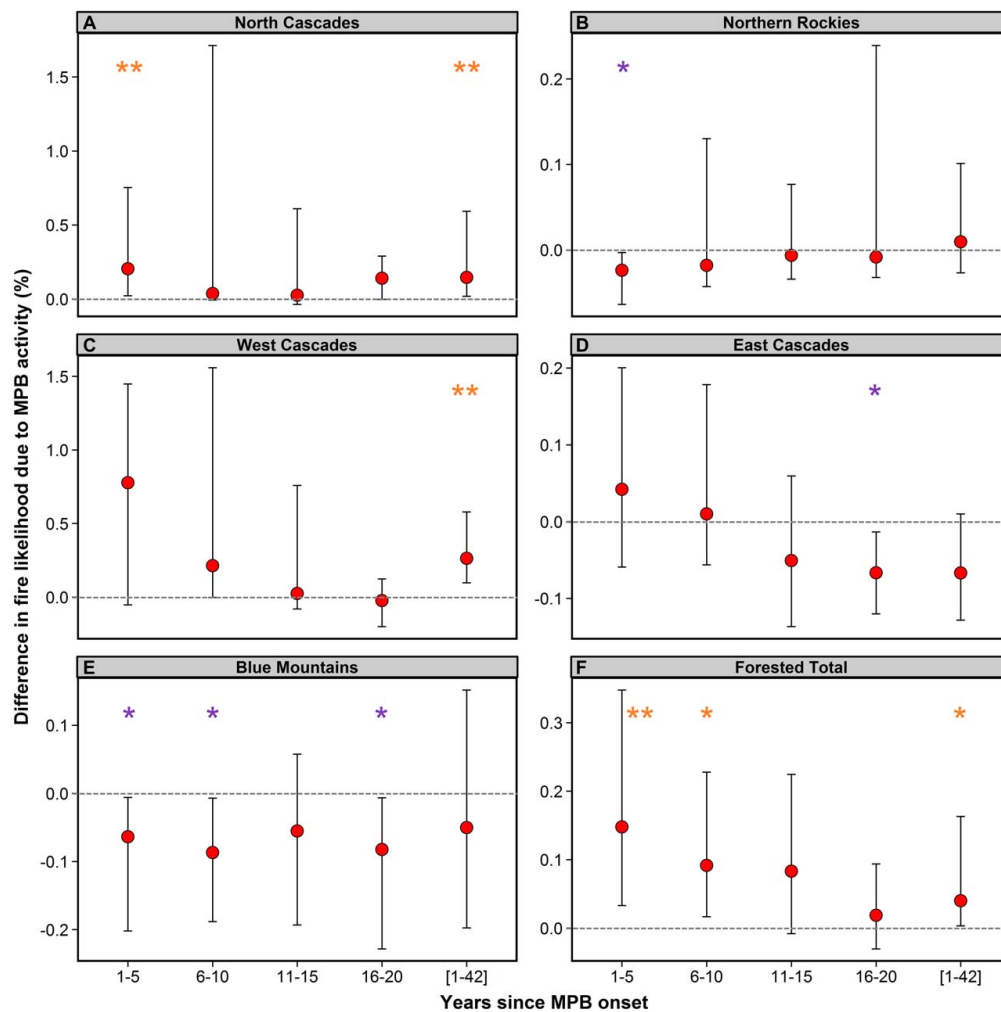 A North Cascades
B Northern Rockies
1.5
1.0
0.5
0.0
** **
0.2
0.1
0.0
*
C West Cascades
D East Cascades
1.5
1.0
0.5
0.0
**
0.2
0.1
0.0
-0.1
*
E Blue Mountains
F Forested Total
0.1
0.0
-0.1
-0.2
* * *
0.3
0.2
0.1
0.0
** * *
1-5 6-10 11-15 16-20 [1-42]
1-5 6-10 11-15 16-20 [1-42]
Difference in fire likelihood due to MPB activity (%)
Years since MPB onset